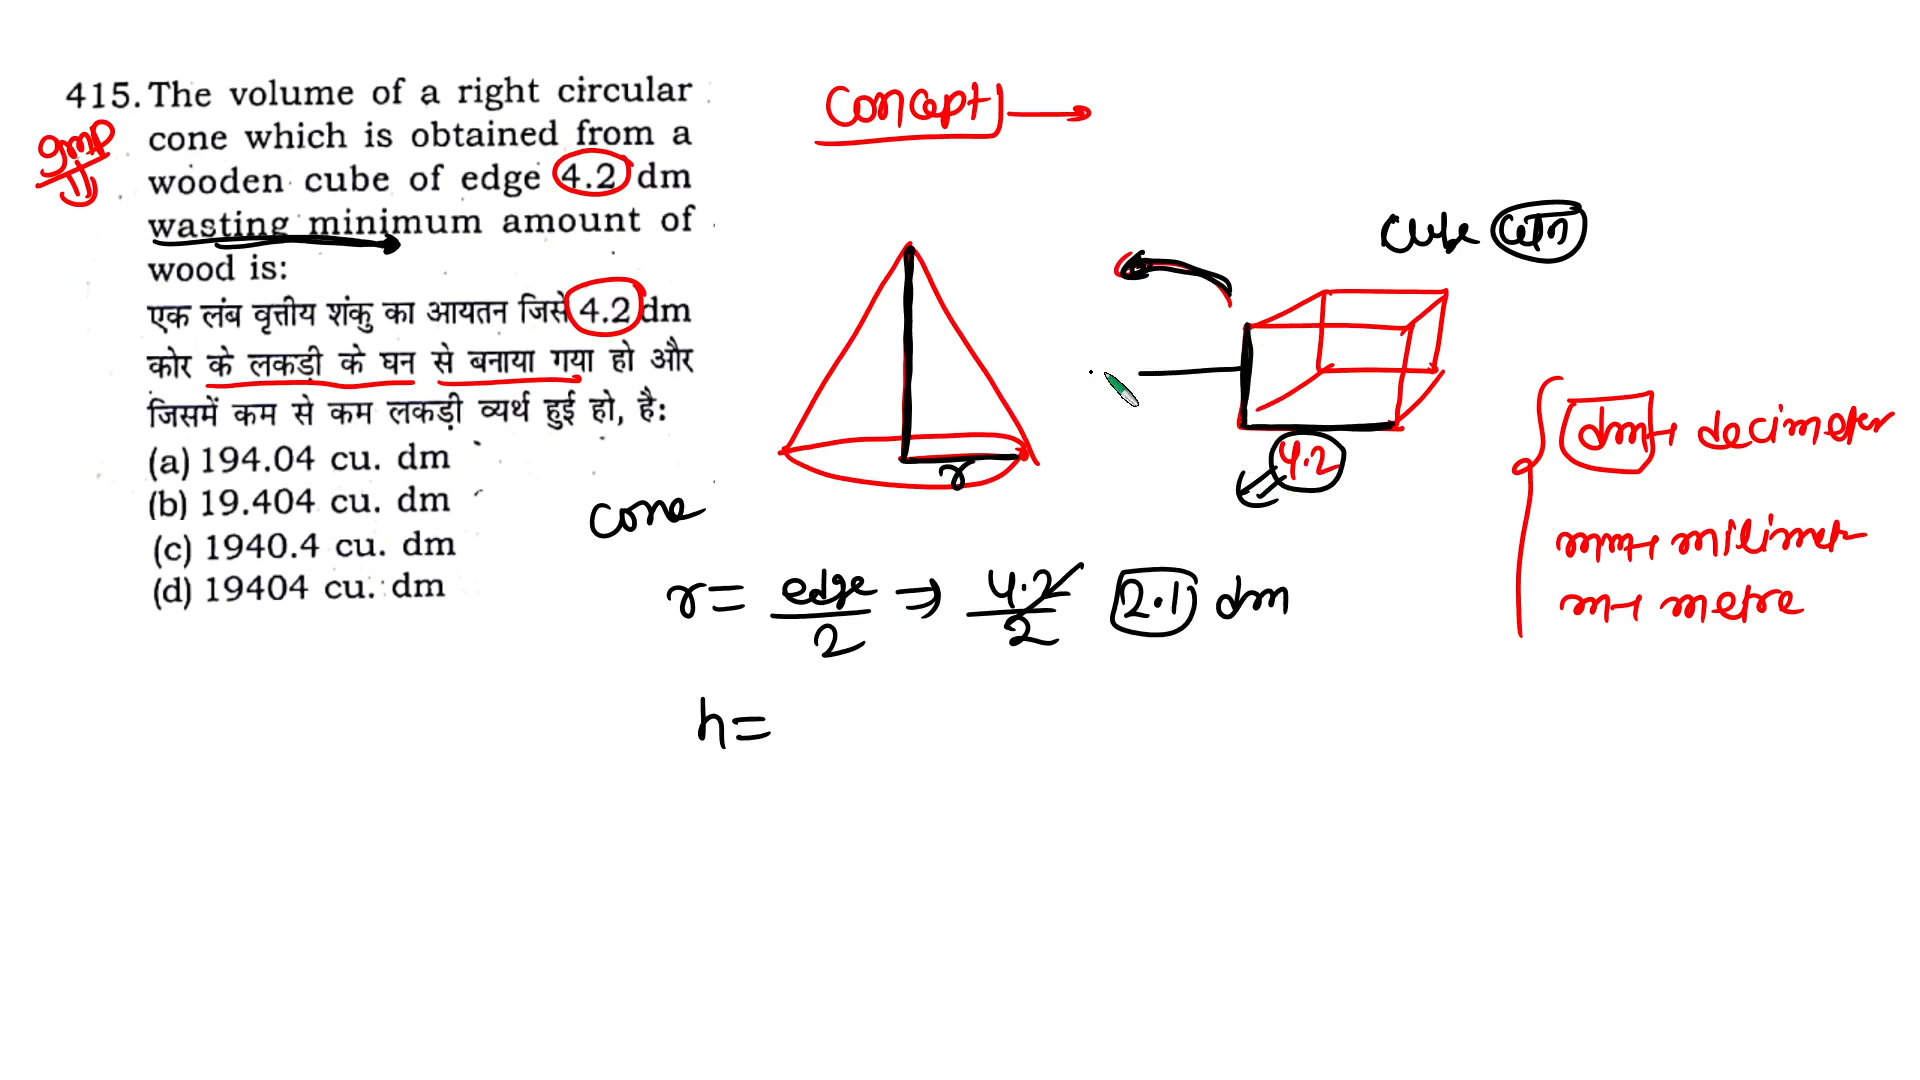 415. The volume of a right circular
cone which is obtained from a
wooden cube of edge 4.2 dm
wasting minimum amount of
wood is:
एक लंब वृत्तीय शंकु का आयतन जिसे 4.2 dm
कोर के लकड़ी के घन से बनाया गया हो और
जिसमें कम से कम लकड़ी व्यर्थ हुई हो, है:
(a) 194.04 cu. dm
(b) 19.404 cu. dm
(c) 1940.4 cu. dm
(d) 19404 cu. dm
Imp
Concept →
Cube घन
4.2
r
Cone
r = edge/2 ⇒ 4.2/2 2.1 dm
h =
dm → decimeter
mm → milimet
m → metre